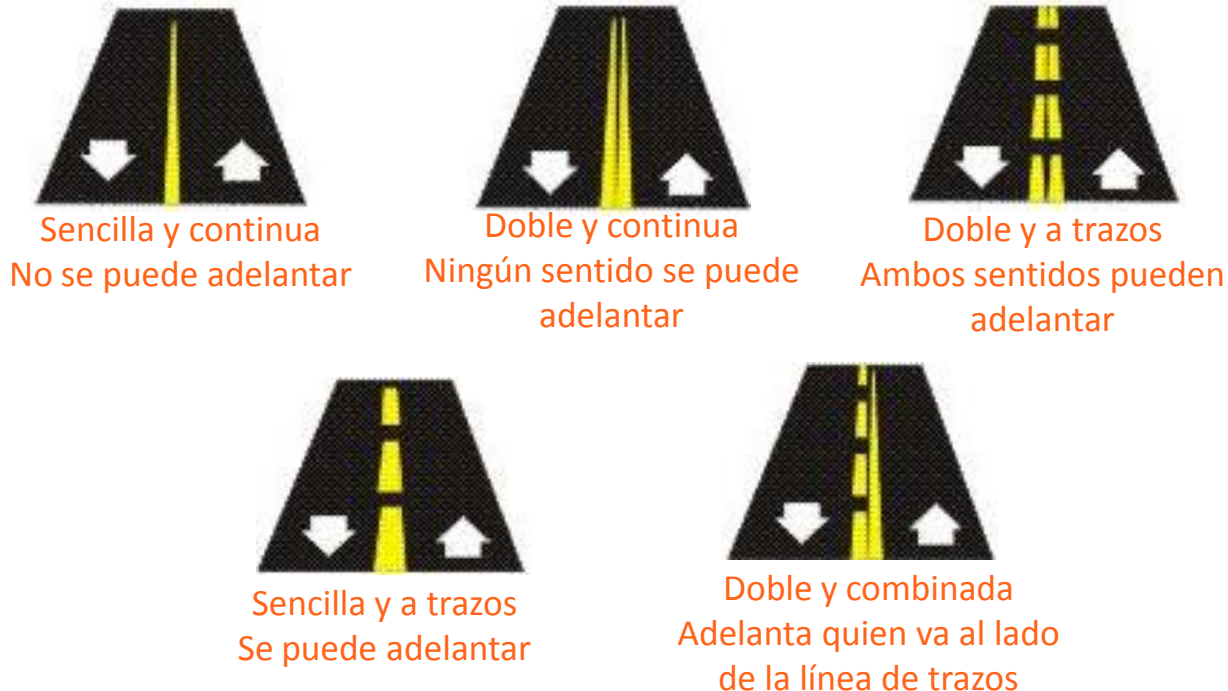 Sencilla y continua
No se puede adelantar
Doble y continua
Ningún sentido se puede
adelantar
Doble y a trazos
Ambos sentidos pueden
adelantar
Sencilla y a trazos
Se puede adelantar
Doble y combinada
Adelanta quien va al lado
de la línea de trazos